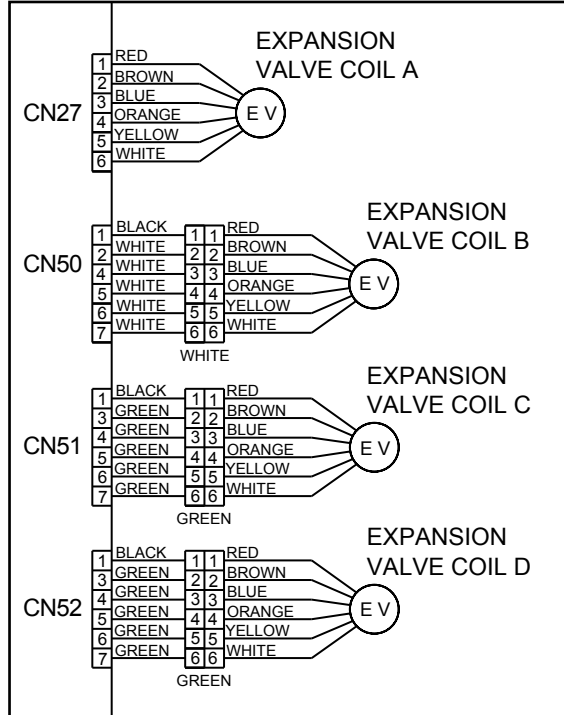 EXPANSION
VALVE COIL A
CN27
1 RED
2 BROWN
3 BLUE
4 ORANGE
5 YELLOW
6 WHITE
E V
EXPANSION
VALVE COIL B
CN50
1 BLACK 1 1 RED
2 WHITE 2 2 BROWN
4 WHITE 3 3 BLUE
5 WHITE 4 4 ORANGE
6 WHITE 5 5 YELLOW
7 WHITE 6 6 WHITE
E V
WHITE
EXPANSION
VALVE COIL C
CN51
1 BLACK 1 1 RED
3 GREEN 2 2 BROWN
4 GREEN 3 3 BLUE
5 GREEN 4 4 ORANGE
6 GREEN 5 5 YELLOW
7 GREEN 6 6 WHITE
E V
GREEN
EXPANSION
VALVE COIL D
CN52
1 BLACK 1 1 RED
3 GREEN 2 2 BROWN
4 GREEN 3 3 BLUE
5 GREEN 4 4 ORANGE
6 GREEN 5 5 YELLOW
7 GREEN 6 6 WHITE
E V
GREEN